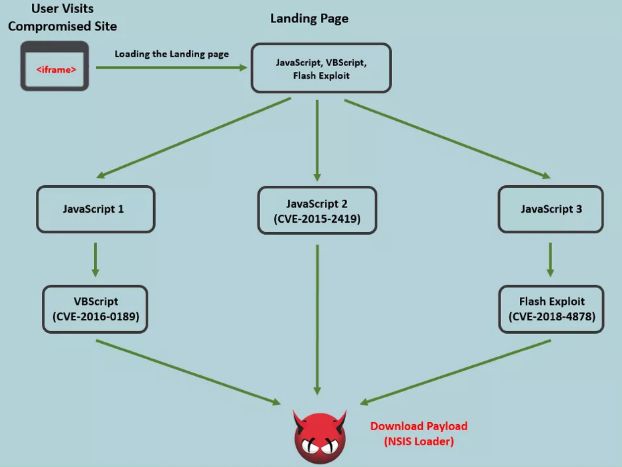 User Visits
Compromised Site
Landing Page
<iframe>
Loading the Landing page
JavaScript, VBScript,
Flash Exploit
JavaScript 1
JavaScript 2
(CVE-2015-2419)
JavaScript 3
VBScript
(CVE-2016-0189)
Flash Exploit
(CVE-2018-4878)
Download Payload
(NSIS Loader)